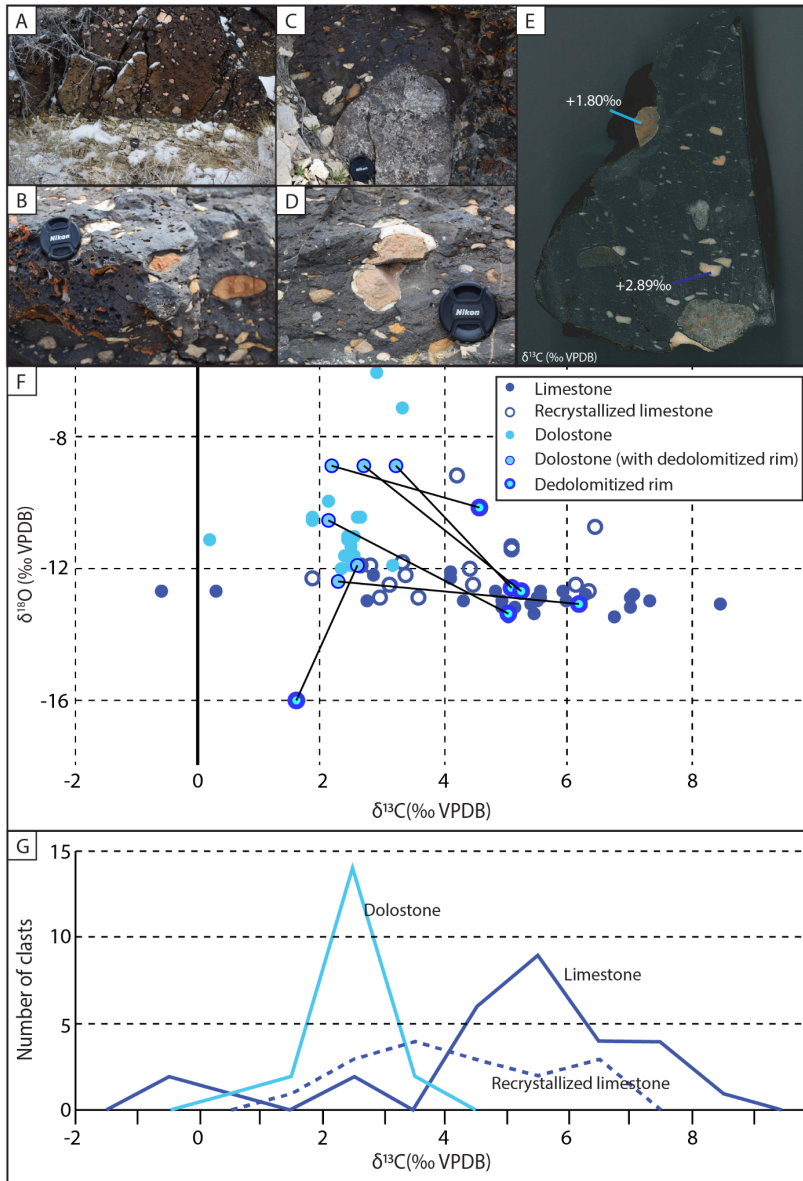 A
C
E
+1.80‰
B
Nikon
D
Nikon
+2.89‰
δ¹³C (‰ VPDB)
F
Limestone
Recrystallized limestone
Dolostone
Dolostone (with dedolomitized rim)
Dedolomitized rim
-8
-12
-16
δ¹⁸O (‰ VPDB)
-2 0 2 4 6 8
δ¹³C(‰ VPDB)
G
15
10
5
0
Number of clasts
Dolostone
Limestone
Recrystallized limestone
-2 0 2 4 6 8
δ¹³C(‰ VPDB)